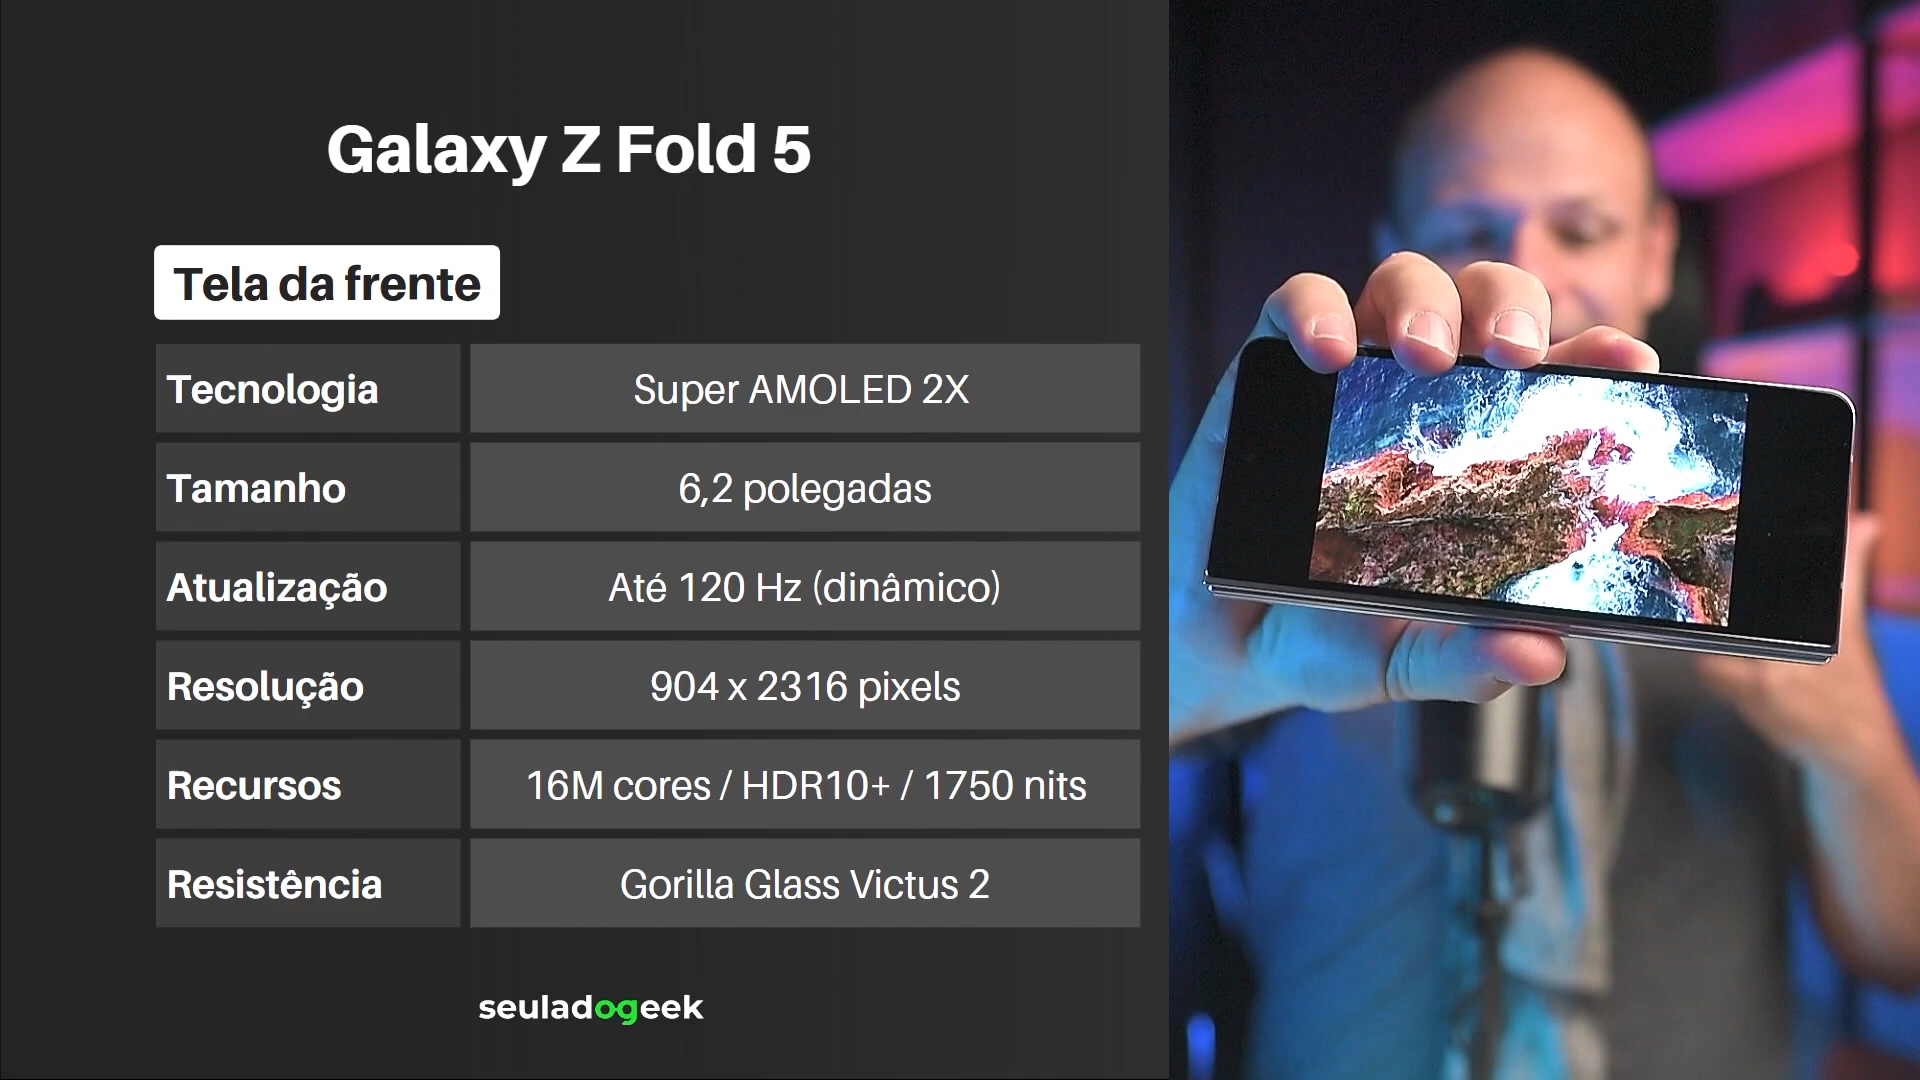 Galaxy Z Fold 5
Tela da frente
Tecnologia
Super AMOLED 2X
Tamanho
6,2 polegadas
Atualização
Até 120 Hz (dinâmico)
Resolução
904 x 2316 pixels
Recursos
16M cores / HDR10+ / 1750 nits
Resistência
Gorilla Glass Victus 2
seuladogeek